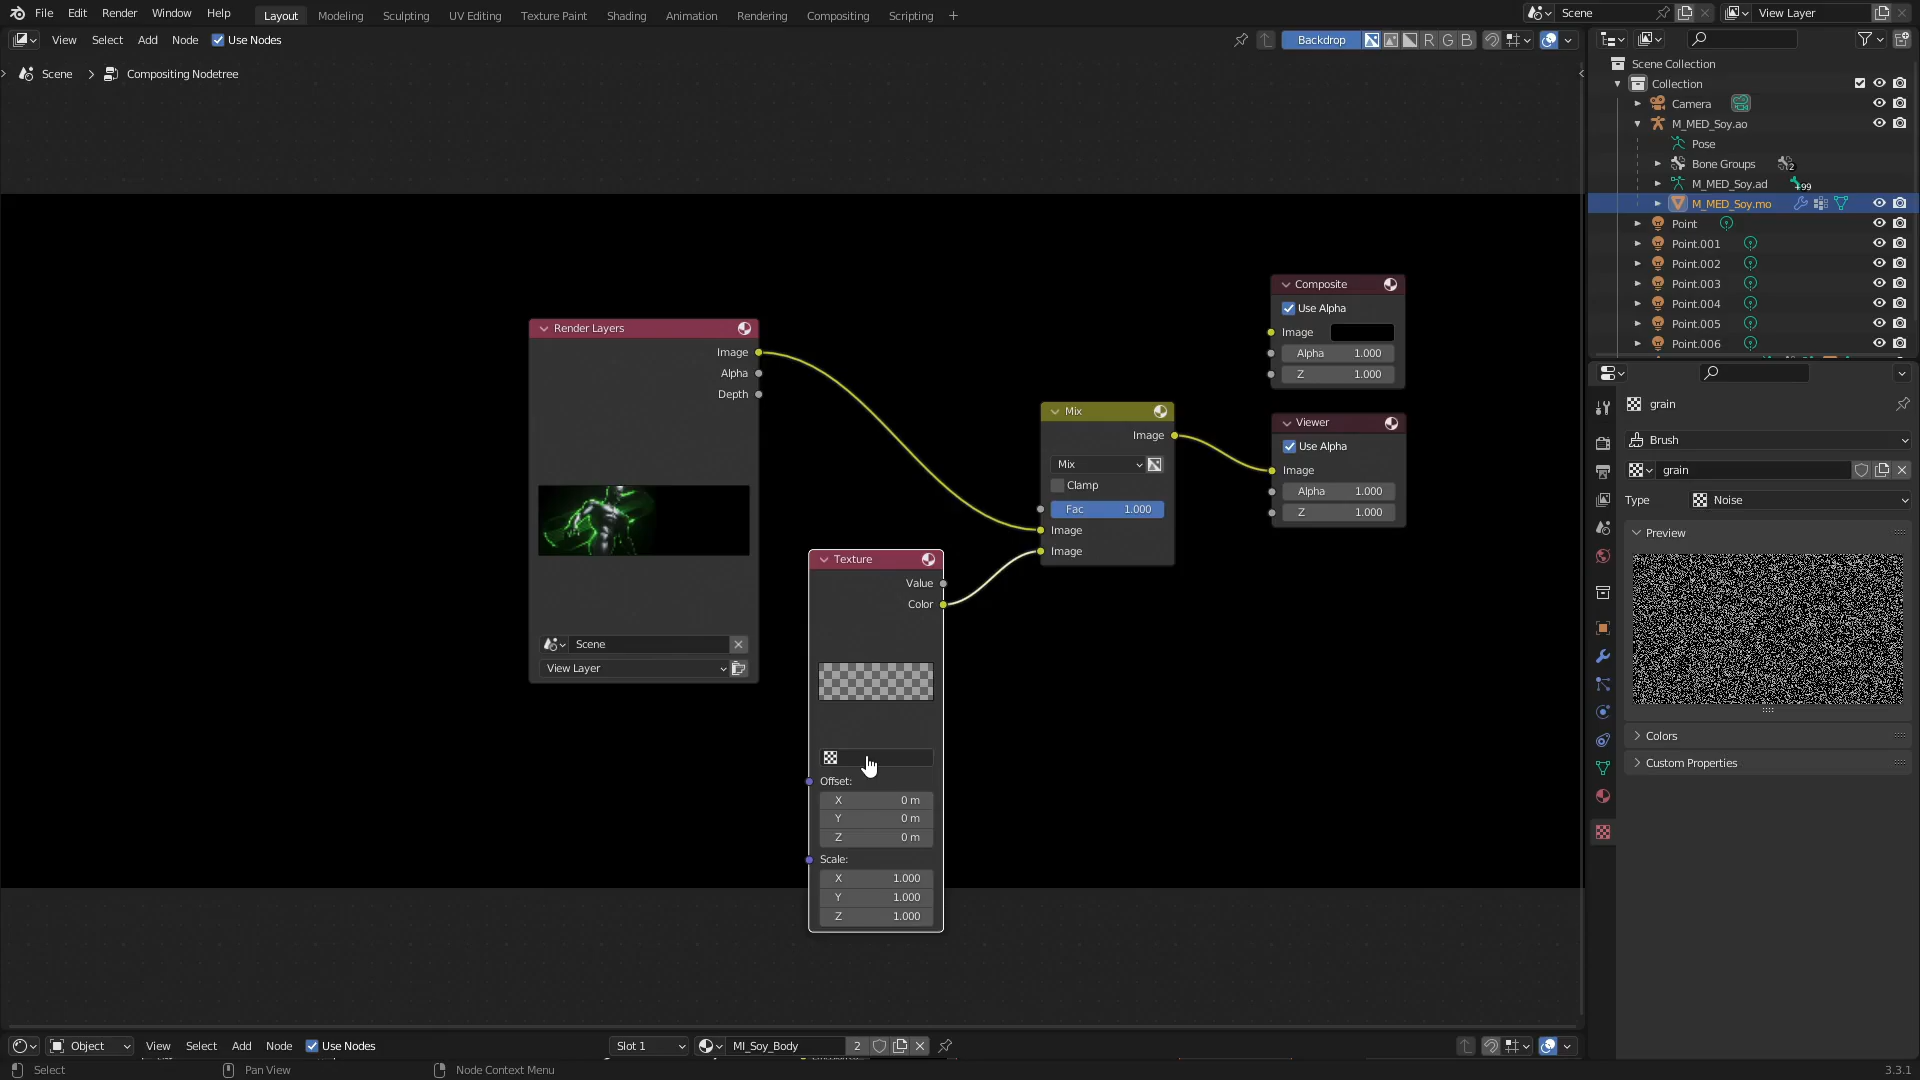 File Edit Render Window Help Layout Modeling Sculpting UV Editing Texture Paint Shading Animation Rendering Compositing Scripting + Scene View Layer
View Select Add Node Use Nodes Backdrop R G B
Scene > Compositing Nodetree
Render Layers
Image
Alpha
Depth
Scene
View Layer
Texture
Value
Color
Offset:
X 0 m
Y 0 m
Z 0 m
Scale:
X 1.000
Y 1.000
Z 1.000
Mix
Image
Mix
Clamp
Fac 1.000
Image
Image
Composite
Use Alpha
Image
Alpha 1.000
Z 1.000
Viewer
Use Alpha
Image
Alpha 1.000
Z 1.000
Scene Collection
Collection
Camera
M_MED_Soy.ao
Pose
Bone Groups 2
M_MED_Soy.ad +99
M_MED_Soy.mo
Point
Point.001
Point.002
Point.003
Point.004
Point.005
Point.006
grain
Brush
grain
Type Noise
Preview
Colors
Custom Properties
Object View Select Add Node Use Nodes Slot 1 MI_Soy_Body 2
Select Pan View Node Context Menu 3.3.1